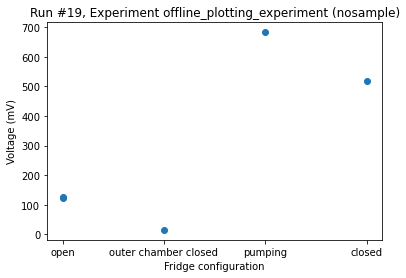 Run #19, Experiment offline_plotting_experiment (nosample)
700
600
500
400
300
200
100
0
Voltage (mV)
open outer chamber closed pumping closed
Fridge configuration